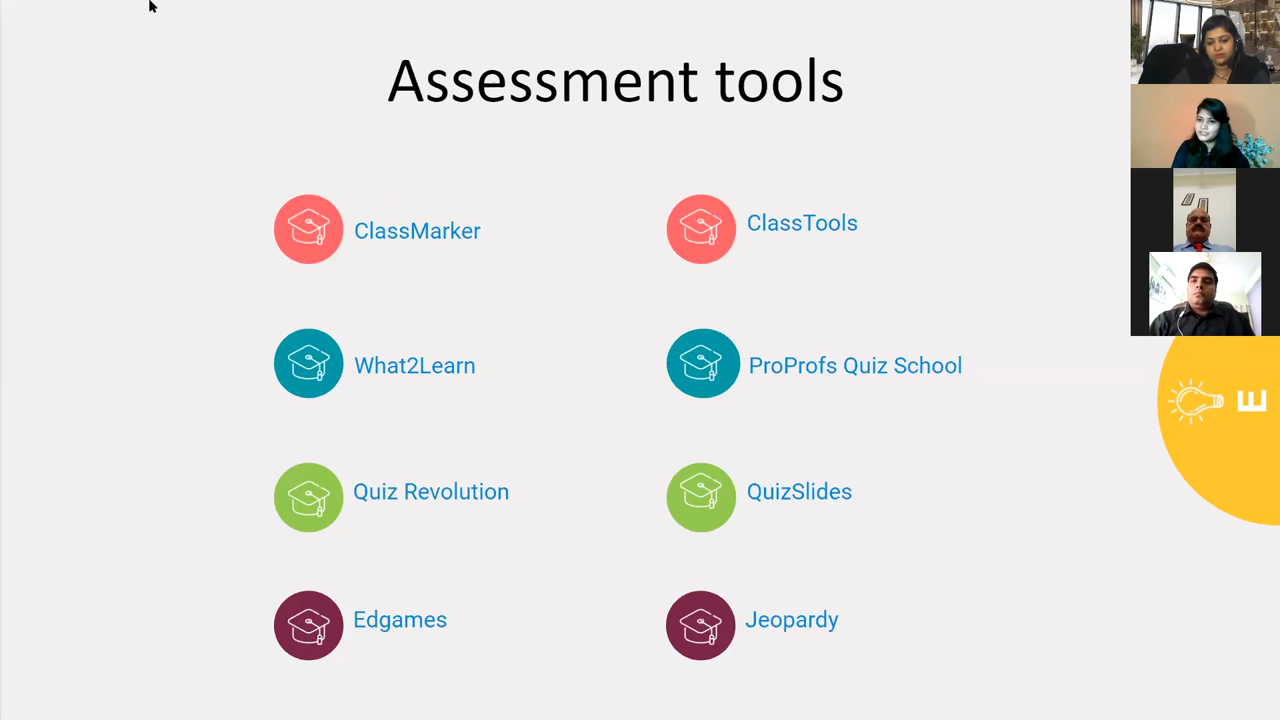 Assessment tools
ClassMarker
ClassTools
What2Learn
ProProfs Quiz School
Quiz Revolution
QuizSlides
Edgames
Jeopardy
E